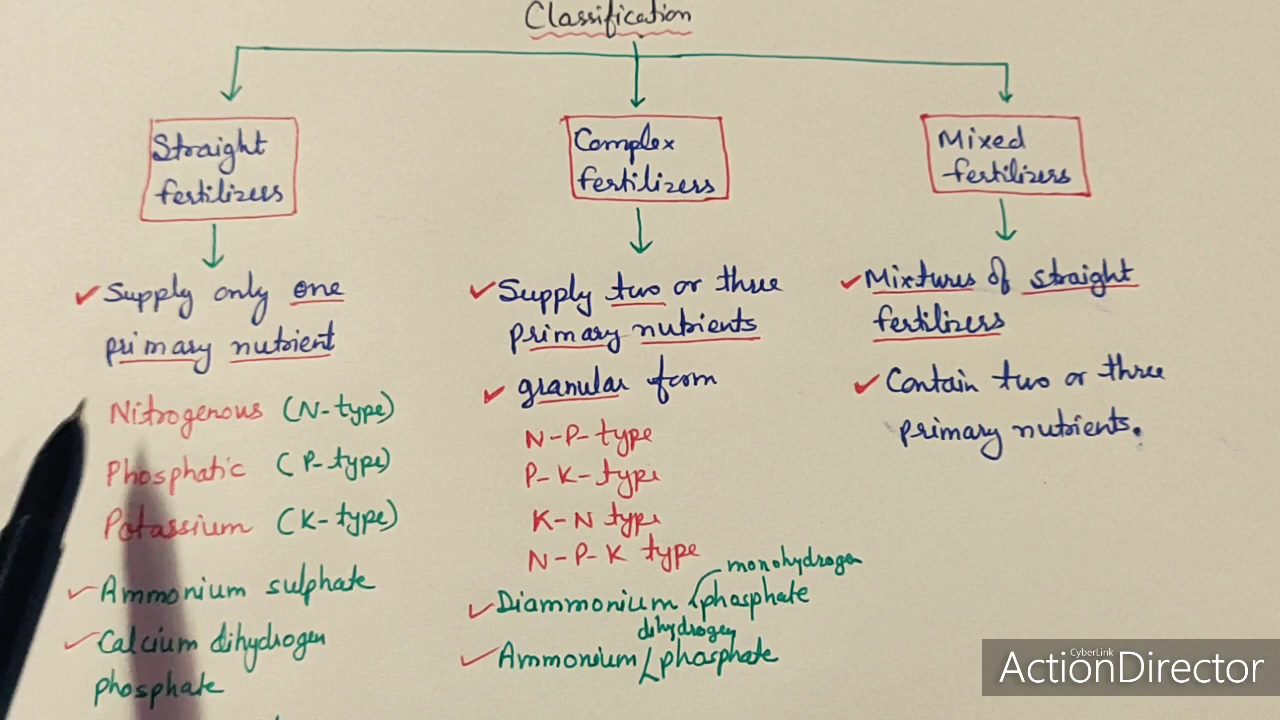 Classification
Straight
fertilizers
Supply only one
primary nutrient
Nitrogenous (N-type)
Phosphatic (P-type)
Potassium (K-type)
Ammonium sulphate
Calcium dihydrogen
phosphate
Complex
fertilizers
Supply two or three
primary nutrients
granular form
N-P-type
P-K-type
K-N type
N-P-K type
monohydrogen
Diammonium phosphate
dihydrogen
Ammonium phosphate
Mixed
fertilizers
Mixtures of straight
fertilizers
Contain two or three
primary nutrients.
CyberLink
ActionDirector